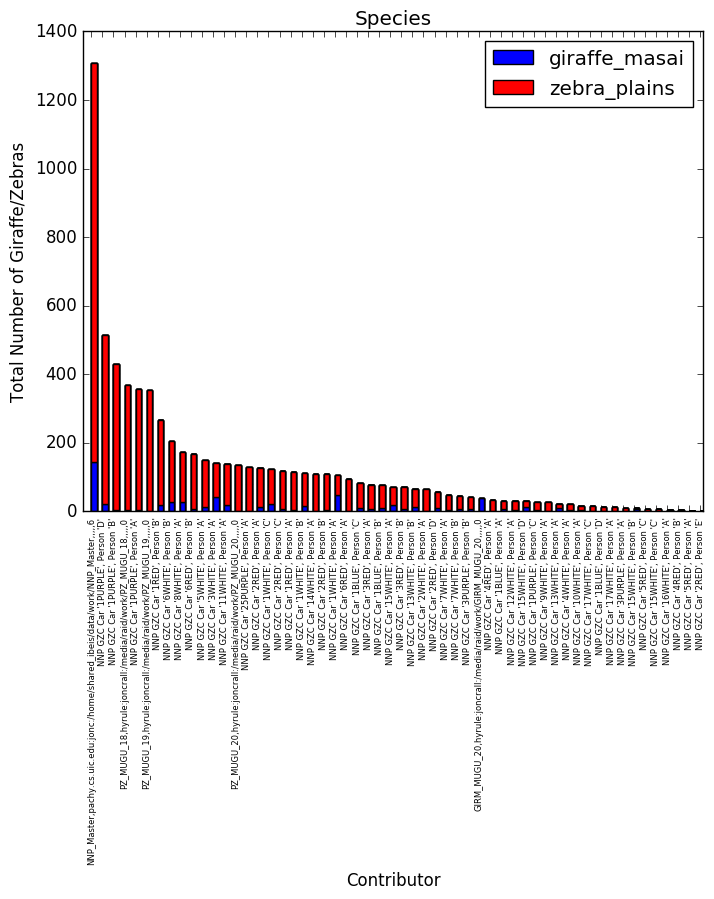 Species
1400
1200
1000
800
600
400
200
0
Total Number of Giraffe/Zebras
giraffe_masai
zebra_plains
NNP_Master,pachy.cs.uic.edu:jonc:/home/shared_ibeis/data/work/NNP_Master,,,,,6
NNP GZC Car '1PURPLE', Person 'D'
NNP GZC Car '1PURPLE', Person 'B'
PZ_MUGU_18,hyrule:joncrall:/media/raid/work/PZ_MUGU_18,,,,,0
NNP GZC Car '1PURPLE', Person 'A'
PZ_MUGU_19,hyrule:joncrall:/media/raid/work/PZ_MUGU_19,,,,,0
NNP GZC Car '1RED', Person 'B'
NNP GZC Car '6WHITE', Person 'B'
NNP GZC Car '8WHITE', Person 'A'
NNP GZC Car '6RED', Person 'B'
NNP GZC Car '5WHITE', Person 'A'
NNP GZC Car '3WHITE', Person 'A'
NNP GZC Car '1WHITE', Person 'A'
PZ_MUGU_20,hyrule:joncrall:/media/raid/work/PZ_MUGU_20,,,,,0
NNP GZC Car '25PURPLE', Person 'A'
NNP GZC Car '2RED', Person 'A'
NNP GZC Car '1WHITE', Person 'C'
NNP GZC Car '2RED', Person 'C'
NNP GZC Car '1RED', Person 'A'
NNP GZC Car '1WHITE', Person 'B'
NNP GZC Car '14WHITE', Person 'A'
NNP GZC Car '2RED', Person 'B'
NNP GZC Car '1WHITE', Person 'A'
NNP GZC Car '6RED', Person 'A'
NNP GZC Car '1BLUE', Person 'C'
NNP GZC Car '3RED', Person 'A'
NNP GZC Car '1BLUE', Person 'B'
NNP GZC Car '15WHITE', Person 'A'
NNP GZC Car '3RED', Person 'B'
NNP GZC Car '13WHITE', Person 'B'
NNP GZC Car '2WHITE', Person 'A'
NNP GZC Car '2RED', Person 'D'
NNP GZC Car '7WHITE', Person 'A'
NNP GZC Car '7WHITE', Person 'B'
NNP GZC Car '3PURPLE', Person 'B'
GIRM_MUGU_20,hyrule:joncrall:/media/raid/work/GIRM_MUGU_20,,,,,0
NNP GZC Car '4RED', Person 'A'
NNP GZC Car '1BLUE', Person 'A'
NNP GZC Car '12WHITE', Person 'A'
NNP GZC Car '15WHITE', Person 'D'
NNP GZC Car '1PURPLE', Person 'C'
NNP GZC Car '9WHITE', Person 'A'
NNP GZC Car '13WHITE', Person 'A'
NNP GZC Car '4WHITE', Person 'A'
NNP GZC Car '10WHITE', Person 'A'
NNP GZC Car '17WHITE', Person 'C'
NNP GZC Car '1BLUE', Person 'D'
NNP GZC Car '17WHITE', Person 'A'
NNP GZC Car '3PURPLE', Person 'A'
NNP GZC Car '15WHITE', Person 'B'
NNP GZC Car '5RED', Person 'C'
NNP GZC Car '15WHITE', Person 'C'
NNP GZC Car '16WHITE', Person 'A'
NNP GZC Car '4RED', Person 'B'
NNP GZC Car '5RED', Person 'A'
NNP GZC Car '2RED', Person 'E'
Contributor